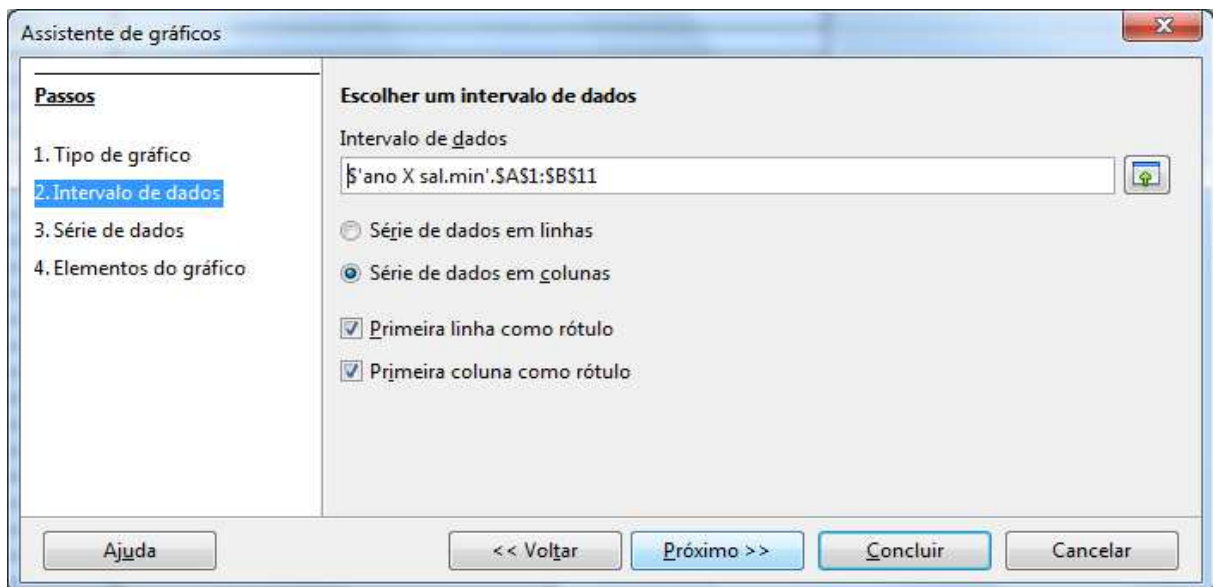 Assistente de gráficos
Passos
1. Tipo de gráfico
2. Intervalo de dados
3. Série de dados
4. Elementos do gráfico
Escolher um intervalo de dados
Intervalo de dados
$'ano X sal.min'.$A$1:$B$11
Série de dados em linhas
Série de dados em colunas
Primeira linha como rótulo
Primeira coluna como rótulo
Ajuda
<< Voltar
Próximo >>
Concluir
Cancelar